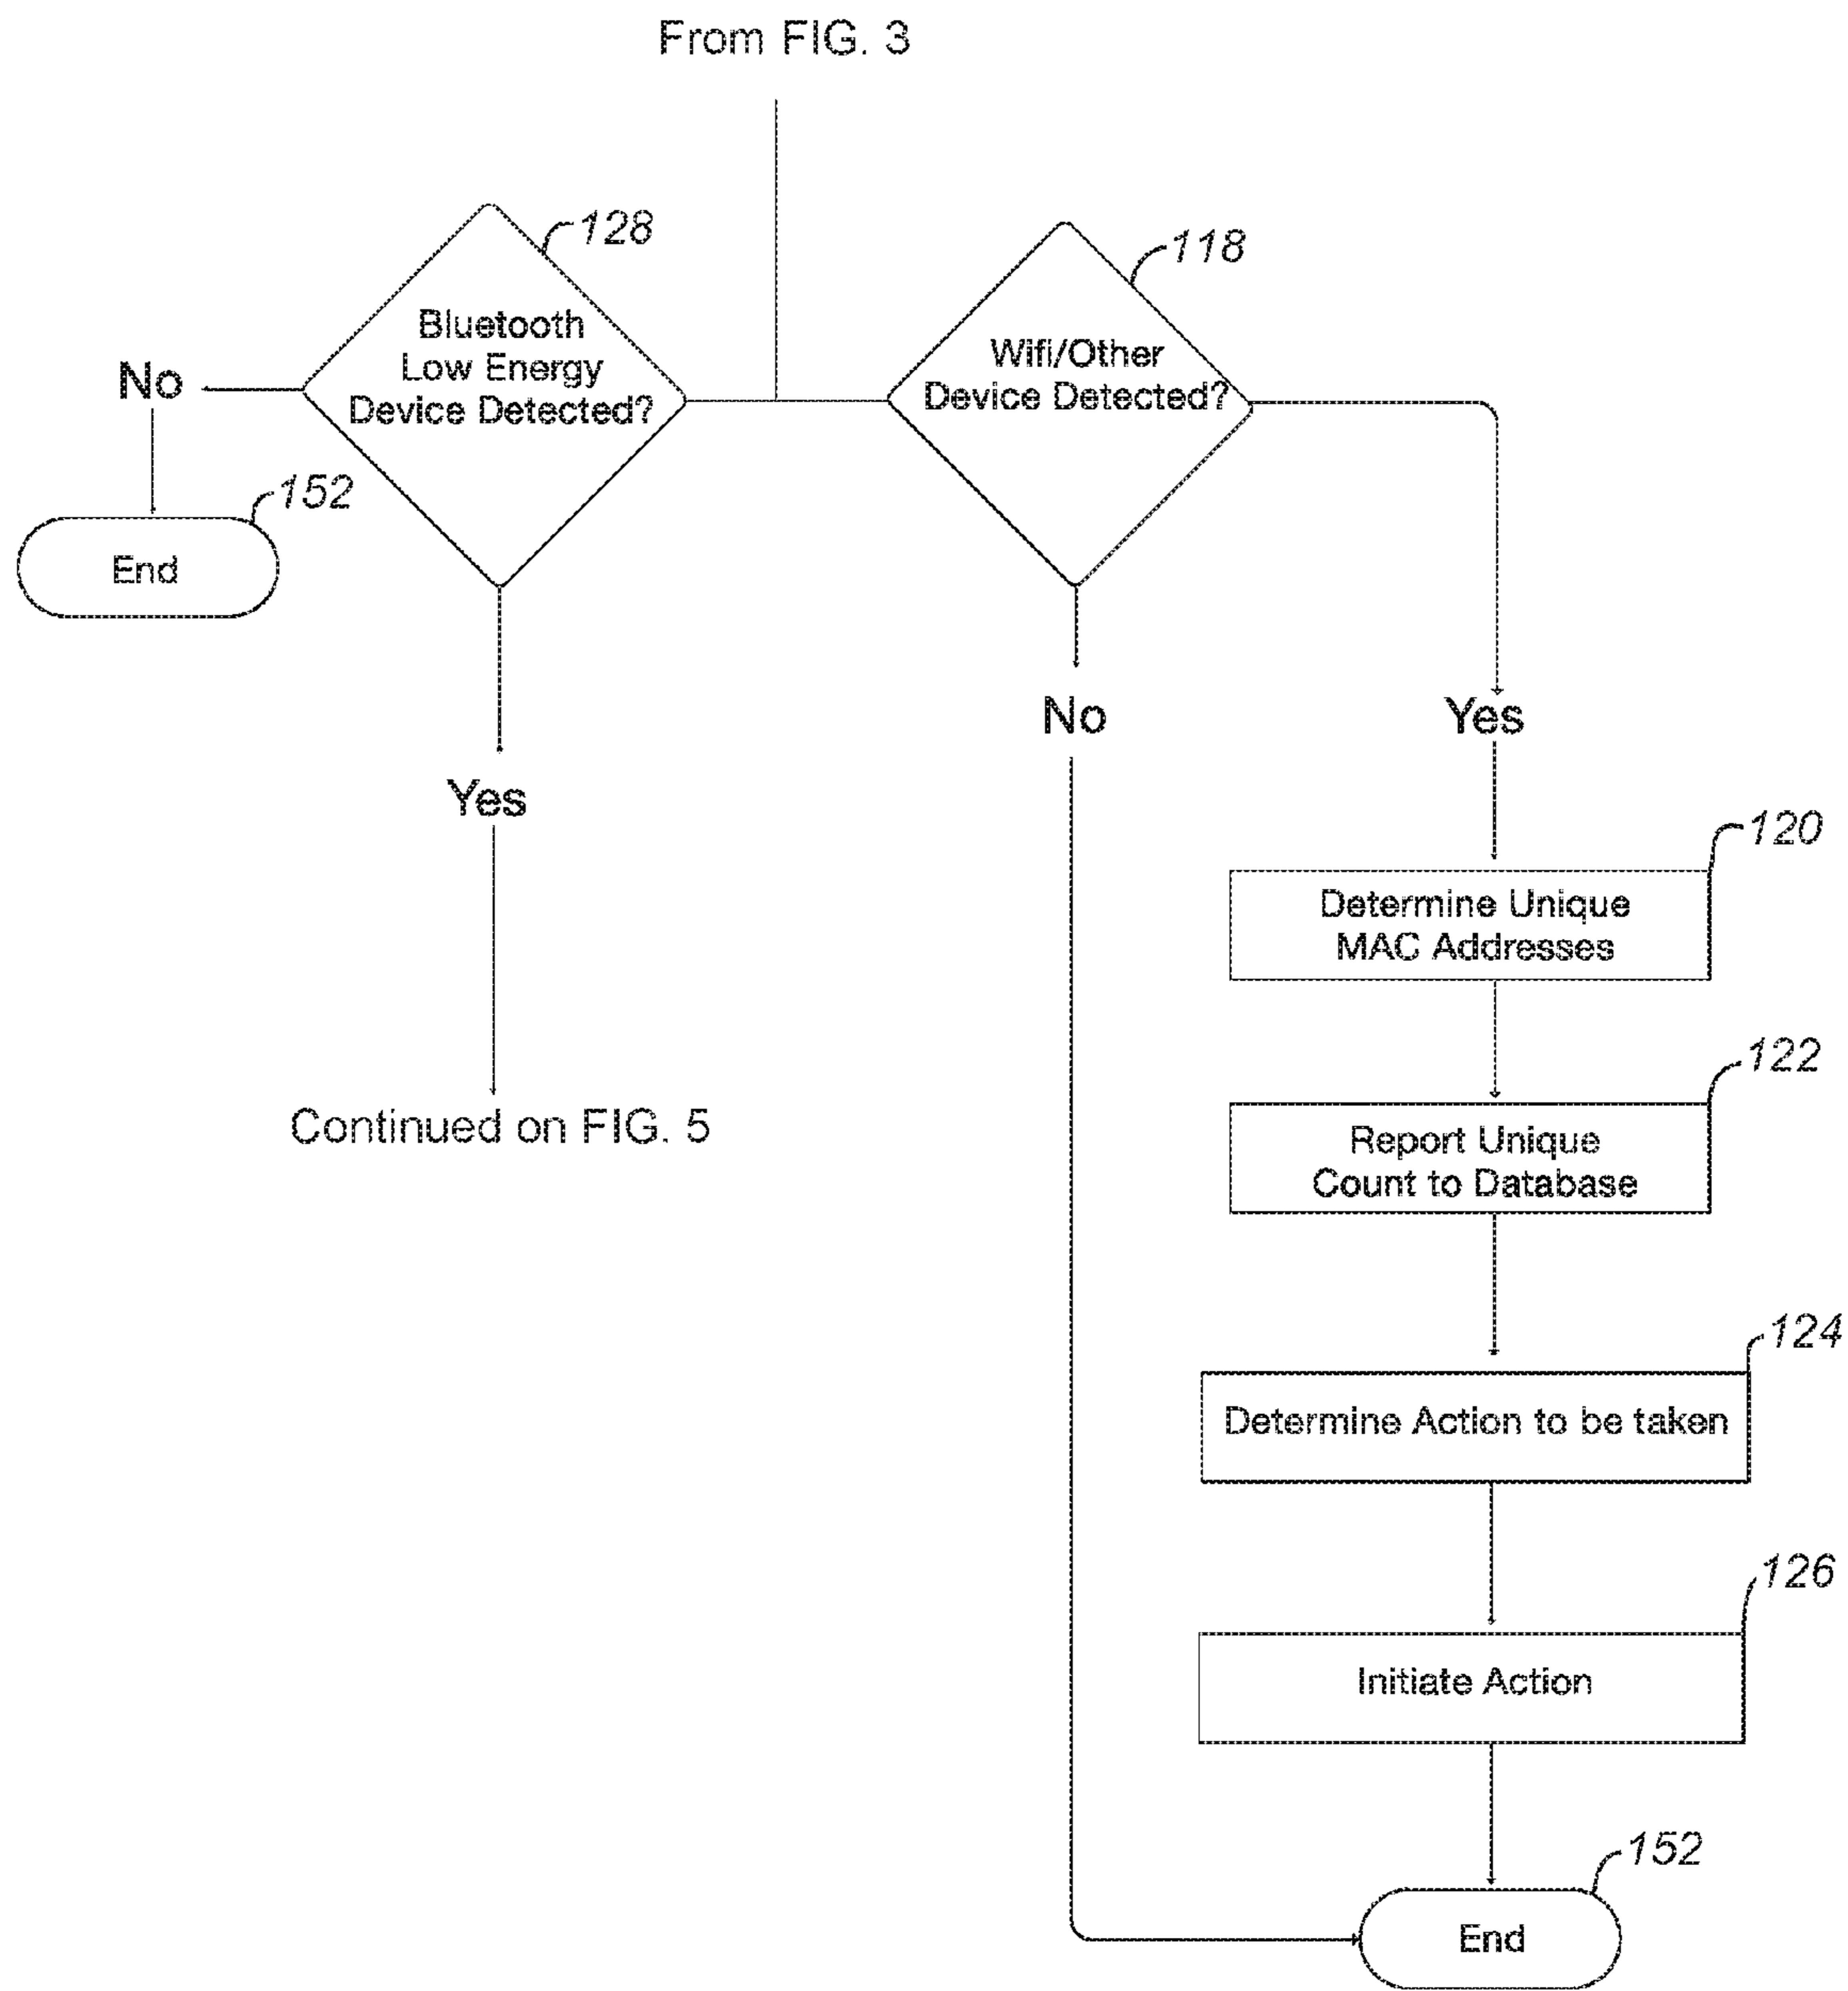 From FIG. 3
128
Bluetooth
Low Energy
Device Detected?
118
Wifi/Other
Device Detected?
No
152
End
Yes
Continued on FIG. 5
No
Yes
120
Determine Unique
MAC Addresses
122
Report Unique
Count to Database
124
Determine Action to be taken
126
Initiate Action
152
End